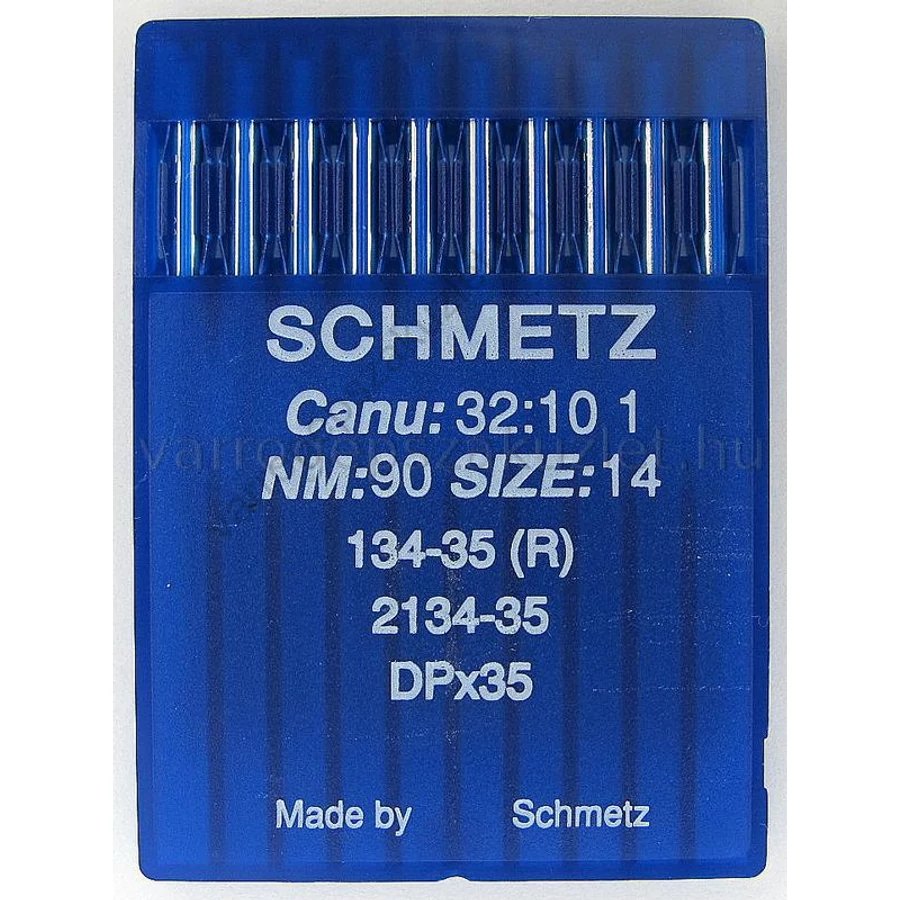 SCHMETZ
Canu: 32:10 1
NM:90 SIZE:14
134-35 (R)
2134-35
DPx35
Made by Schmetz